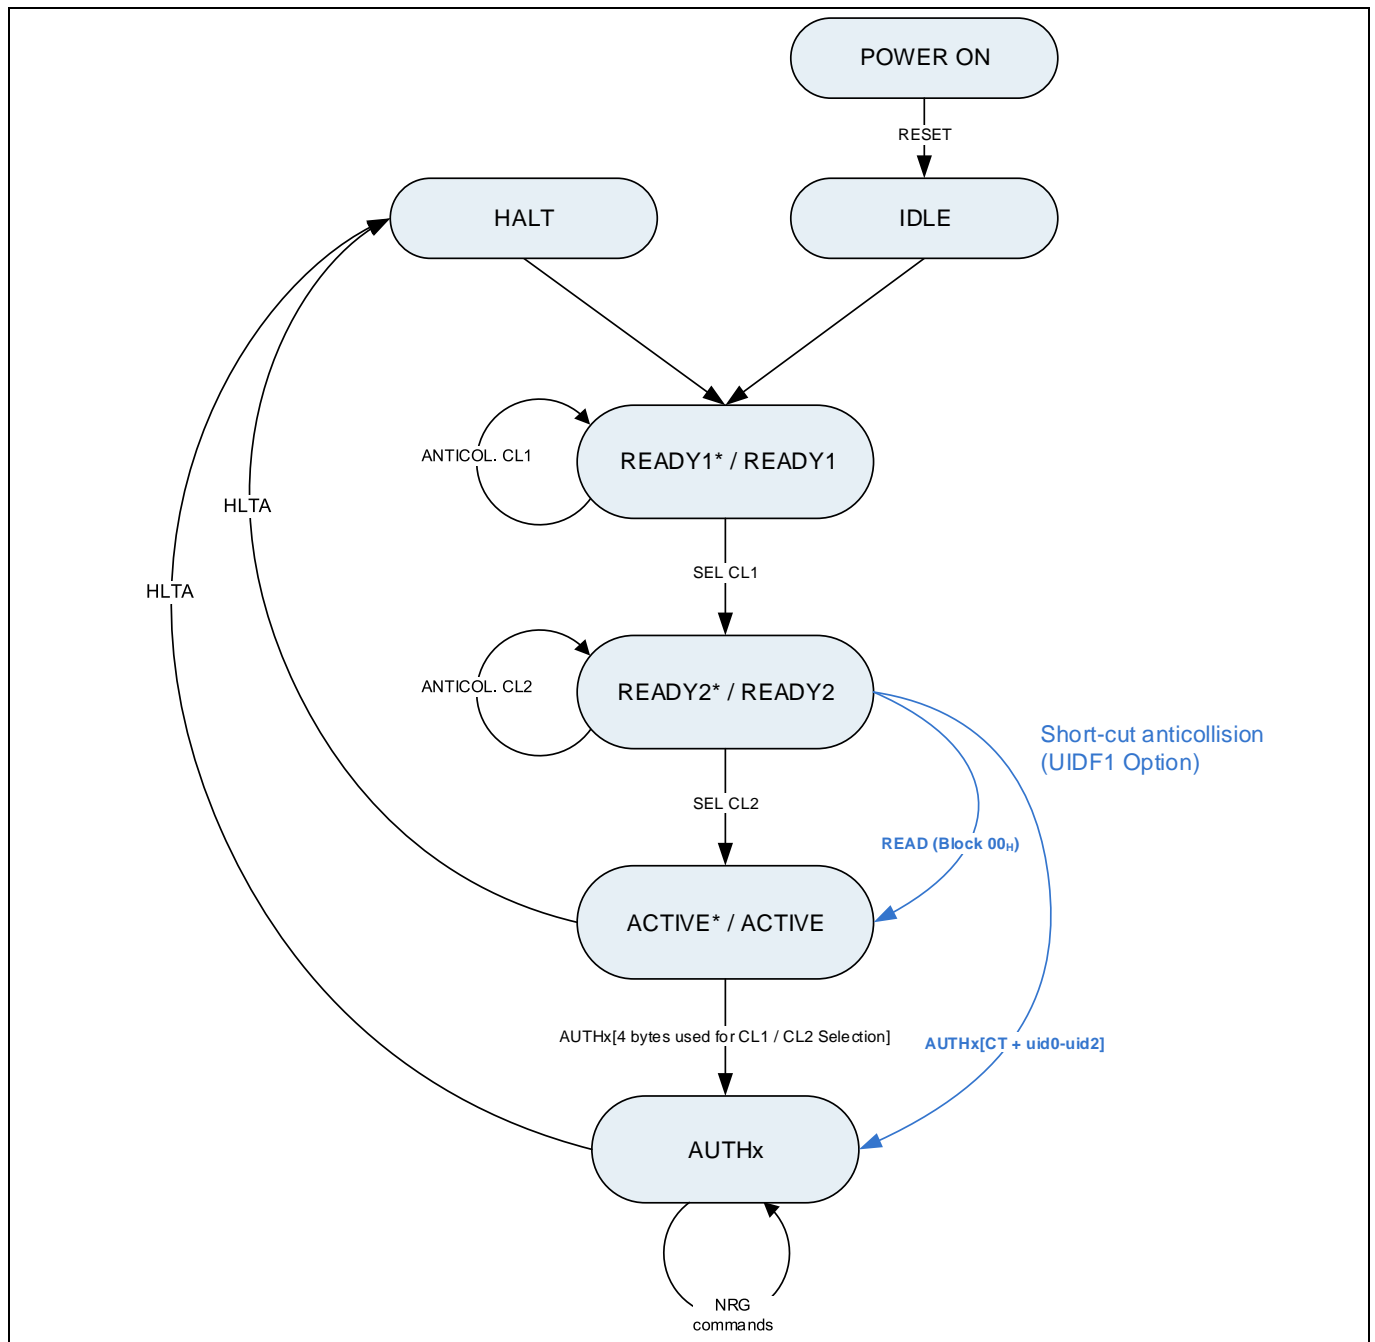 POWER ON
RESET
HALT
IDLE
ANTICOL. CL1
READY1* / READY1
HLTA
SEL CL1
HLTA
ANTICOL. CL2
READY2* / READY2
Short-cut anticollision
(UIDF1 Option)
SEL CL2
READ (Block 00H)
ACTIVE* / ACTIVE
AUTHx[4 bytes used for CL1 / CL2 Selection]
AUTHx[CT + uid0-uid2]
AUTHx
NRG
commands